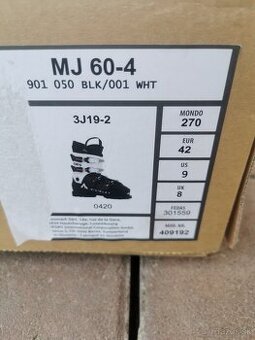 MJ 60-4
901 050 BLK/001 WHT
3J19-2
MONDO
270
EUR
42
US
9
UK
8
FEDAS
301559
409192
0420